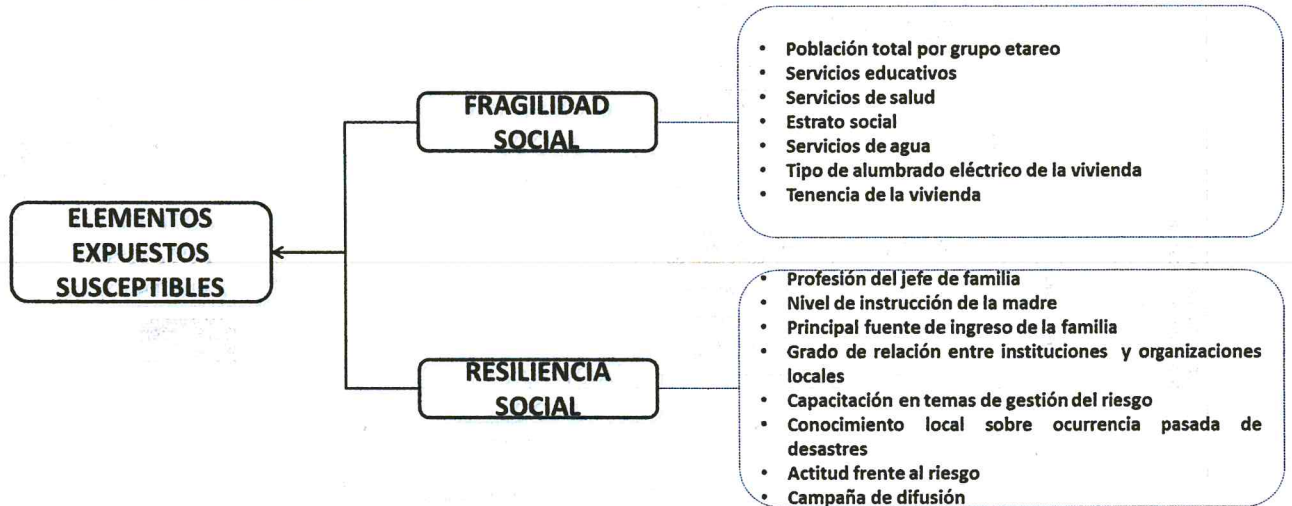 ELEMENTOS
EXPUESTOS
SUSCEPTIBLES
FRAGILIDAD
SOCIAL
• Población total por grupo etareo
• Servicios educativos
• Servicios de salud
• Estrato social
• Servicios de agua
• Tipo de alumbrado eléctrico de la vivienda
• Tenencia de la vivienda
RESILIENCIA
SOCIAL
• Profesión del jefe de familia
• Nivel de instrucción de la madre
• Principal fuente de ingreso de la familia
• Grado de relación entre instituciones y organizaciones
locales
• Capacitación en temas de gestión del riesgo
• Conocimiento local sobre ocurrencia pasada de
desastres
• Actitud frente al riesgo
• Campaña de difusión